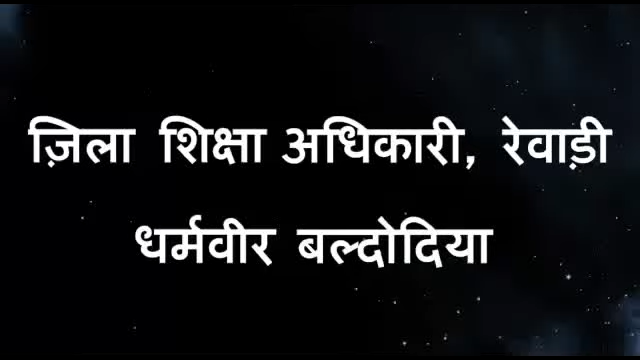 ज़िला शिक्षा अधिकारी, रेवाड़ी
धर्मवीर बल्दोदिया